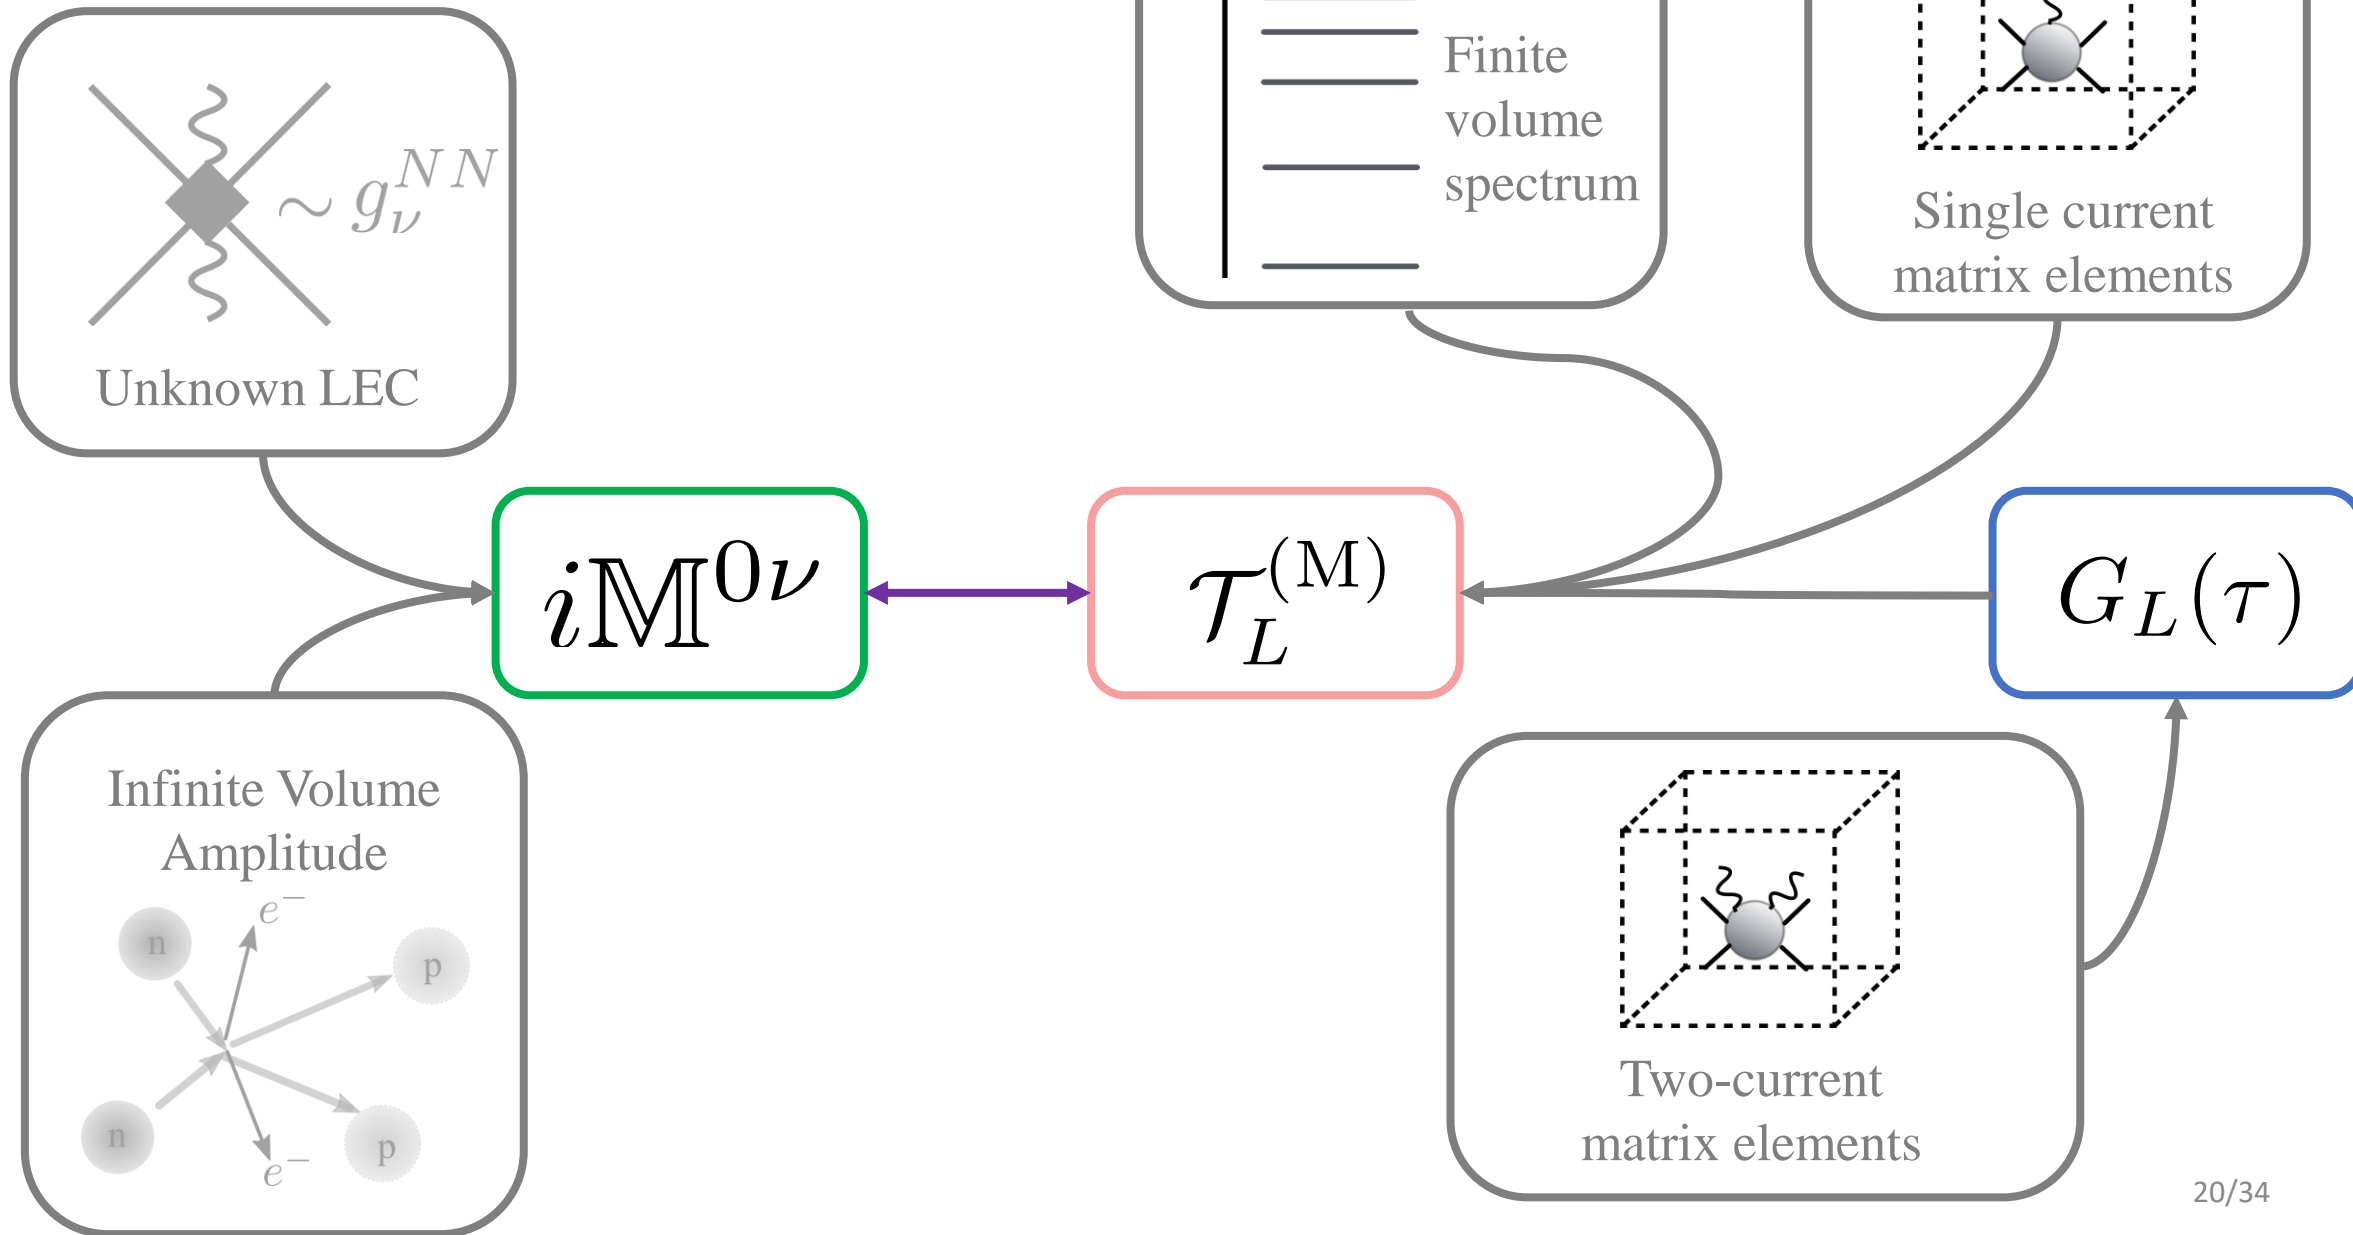 Finite
volume
spectrum
Single current
matrix elements
∼ g_ν^{NN}
Unknown LEC
i𝕄^{0ν}
𝒯_L^{(M)}
G_L(τ)
Infinite Volume
Amplitude
e⁻
n
p
n
p
e⁻
Two-current
matrix elements
20/34